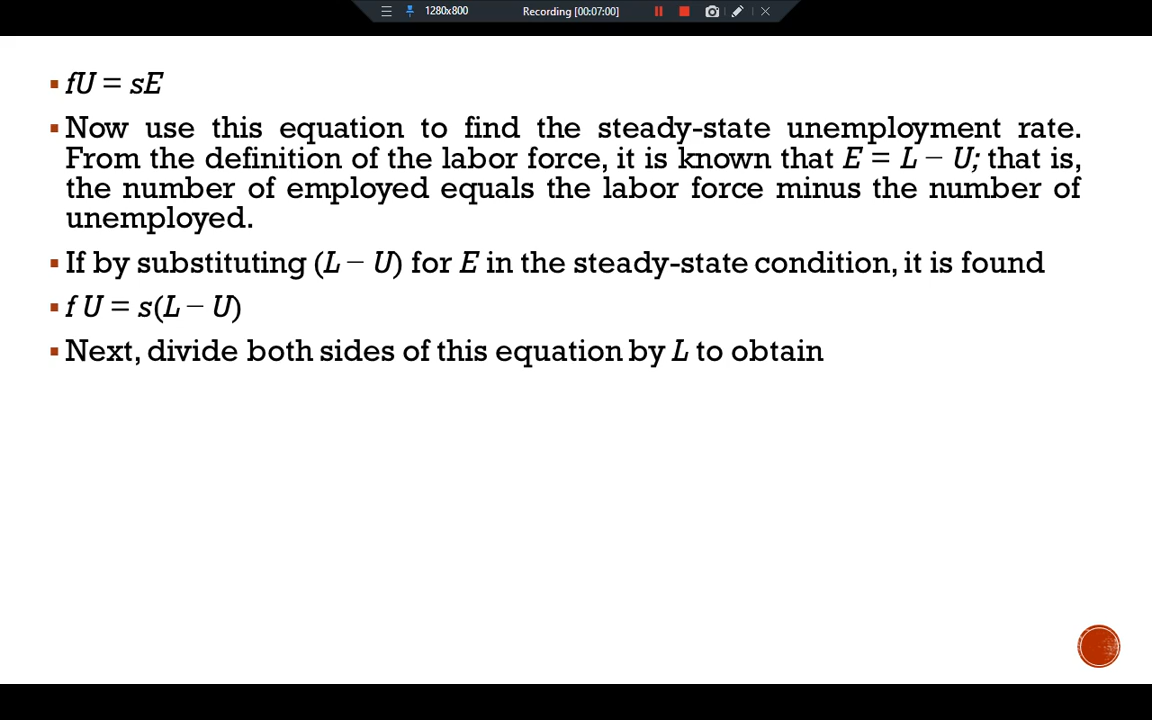 1280x800 Recording [00:07:00]
fU = sE
Now use this equation to find the steady-state unemployment rate.
From the definition of the labor force, it is known that E = L − U; that is,
the number of employed equals the labor force minus the number of
unemployed.
If by substituting (L − U) for E in the steady-state condition, it is found
f U = s(L − U)
Next, divide both sides of this equation by L to obtain